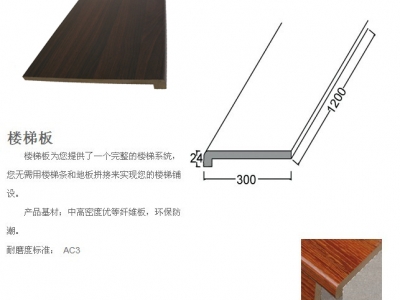 楼梯板
楼梯板为您提供了一个完整的楼梯系统,
您无需用楼梯条和地板拼接来实现您的楼梯铺
设。
产品基材：中高密度优等纤雄板，环保防
潮。
耐磨度标准： AC3
24
300
1200